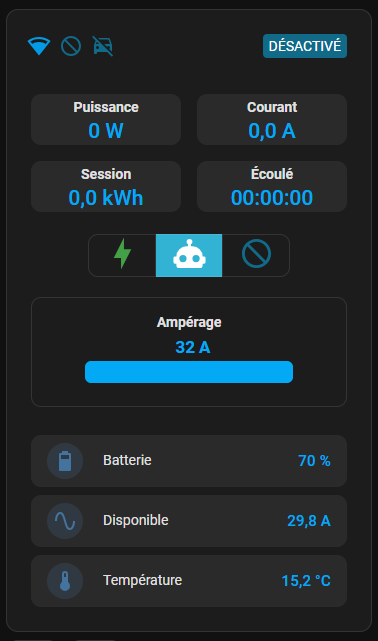 DÉSACTIVÉ
Puissance
0 W
Courant
0,0 A
Session
0,0 kWh
Écoulé
00:00:00
Ampérage
32 A
Batterie 70 %
Disponible 29,8 A
Température 15,2 °C